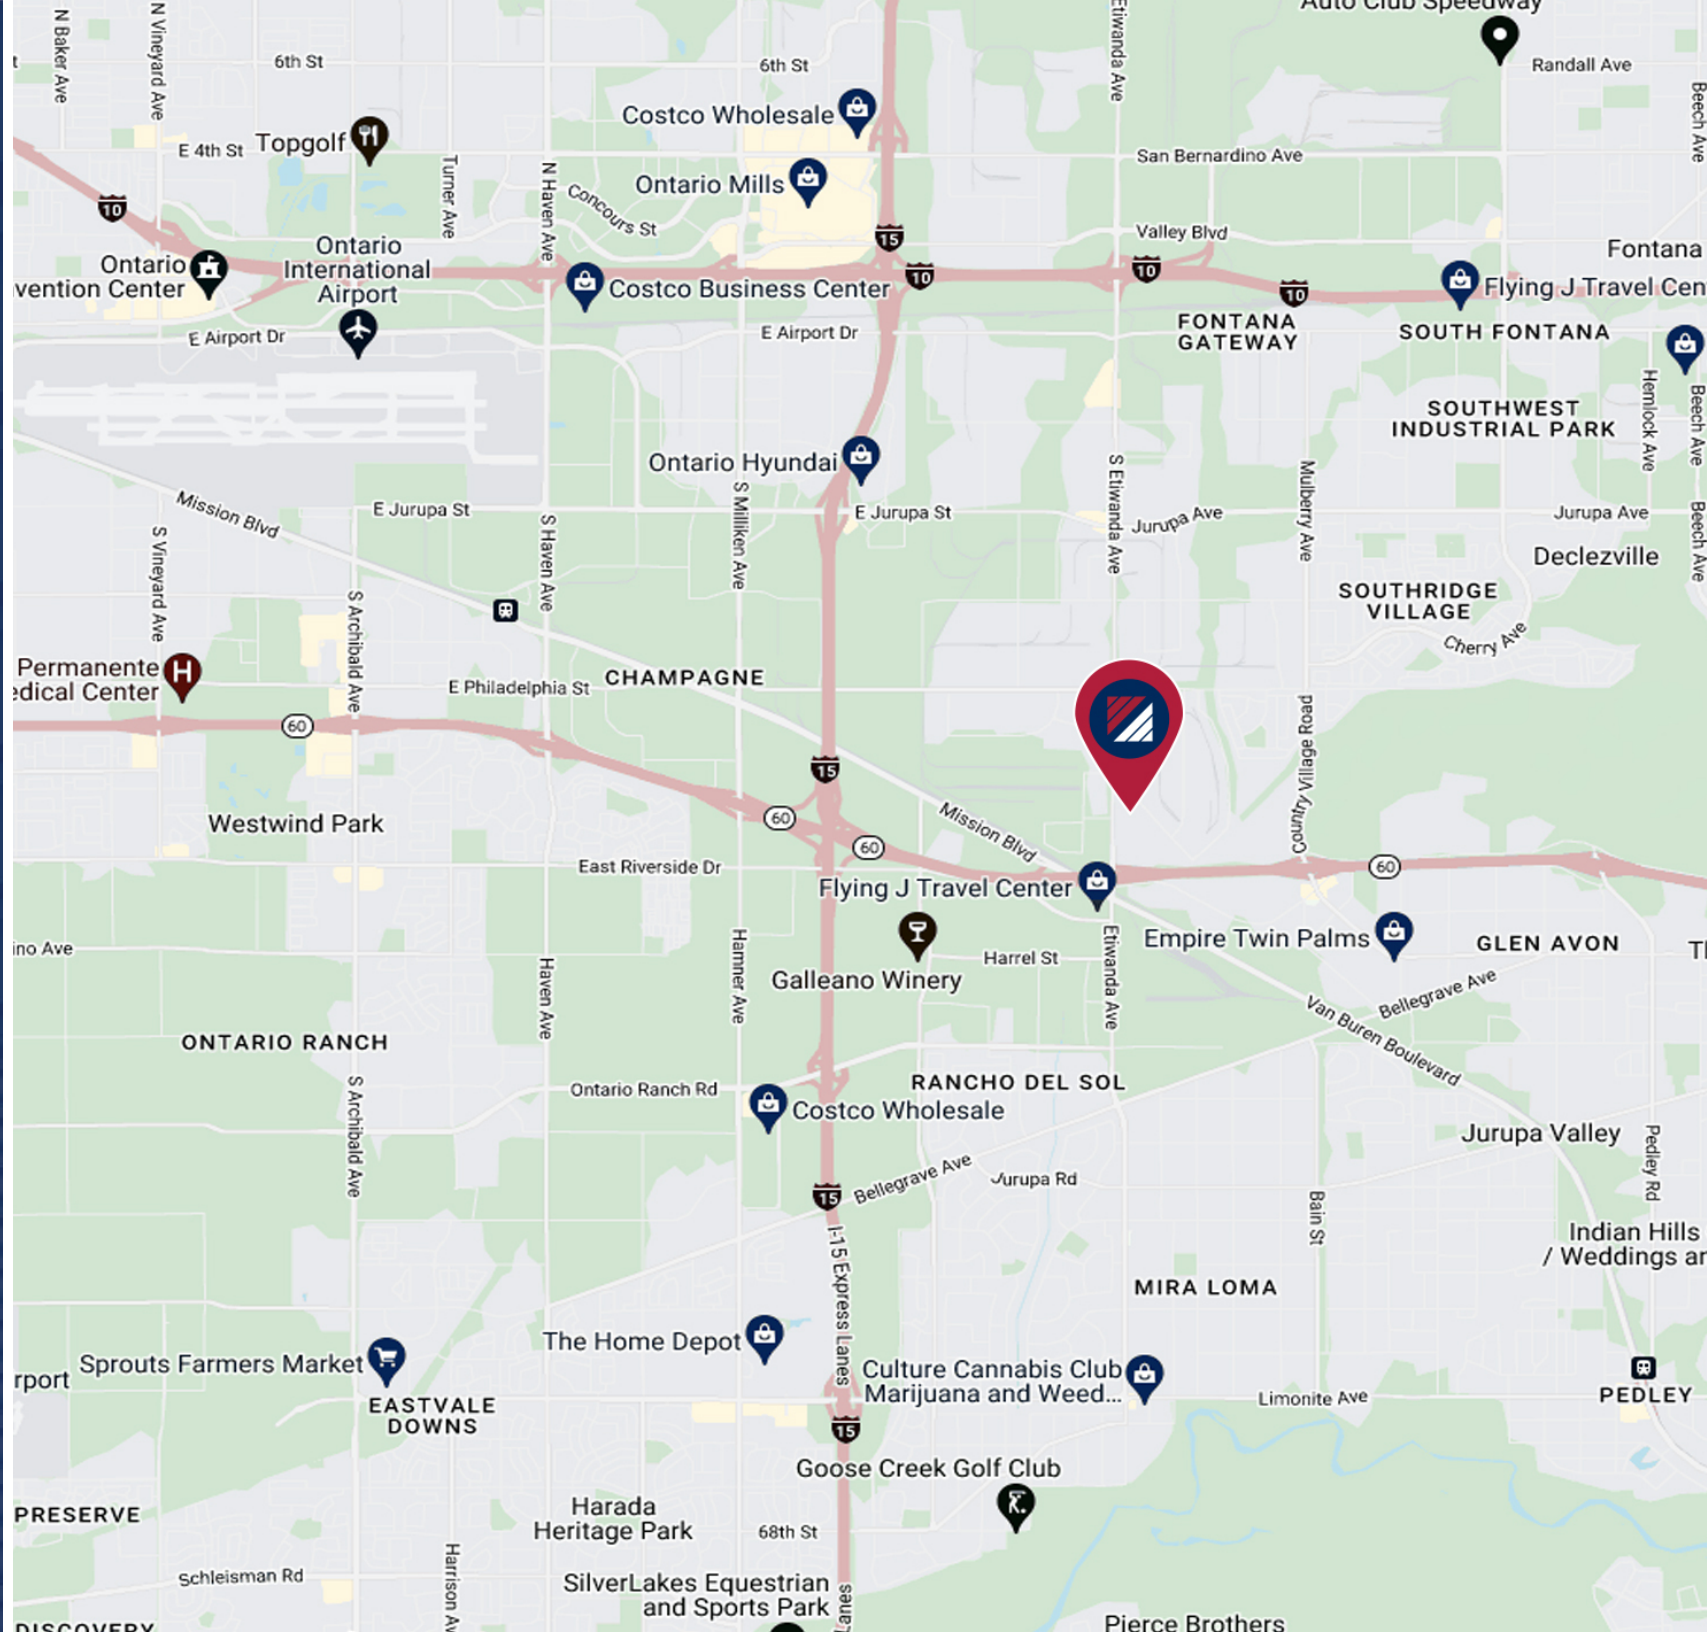 Auto Club Speedway
N Baker Ave
N Vineyard Ave
6th St
6th St
Etiwanda Ave
Randall Ave
Beech Ave
Costco Wholesale
E 4th St
Topgolf
Turner Ave
N Haven Ave
San Bernardino Ave
Ontario Mills
Concours St
10
15
Valley Blvd
Fontana
Ontario
vention Center
Ontario
International
Airport
10
10
10
Costco Business Center
Flying J Travel Cen
E Airport Dr
E Airport Dr
FONTANA
GATEWAY
SOUTH FONTANA
Hemlock Ave
Beech Ave
SOUTHWEST
INDUSTRIAL PARK
Ontario Hyundai
Mission Blvd
E Jurupa St
S Milliken Ave
E Jurupa St
S Etiwanda Ave
Jurupa Ave
Mulberry Ave
Jurupa Ave
Beech Ave
S Vineyard Ave
S Haven Ave
Declezville
S Archibald Ave
SOUTHRIDGE
VILLAGE
Cherry Ave
Permanente
edical Center
H
E Philadelphia St
CHAMPAGNE
60
Country Village Road
15
Westwind Park
60
Mission Blvd
60
East Riverside Dr
60
Flying J Travel Center
ino Ave
Hamner Ave
Galleano Winery
Harrel St
Etiwanda Ave
Empire Twin Palms
GLEN AVON
Haven Ave
Bellegrave Ave
Van Buren Boulevard
ONTARIO RANCH
S Archibald Ave
Ontario Ranch Rd
RANCHO DEL SOL
Costco Wholesale
Jurupa Valley
Pedley Rd
Bellegrave Ave
Jurupa Rd
15
Bain St
I-15 Express Lanes
Indian Hills
/ Weddings ar
MIRA LOMA
The Home Depot
rport
Sprouts Farmers Market
Culture Cannabis Club
Marijuana and Weed...
Limonite Ave
PEDLEY
EASTVALE
DOWNS
15
Goose Creek Golf Club
PRESERVE
Harada
Heritage Park
68th St
Schleisman Rd
Harrison Av
SilverLakes Equestrian
and Sports Park
anes
DISCOVERY
Pierce Brothers